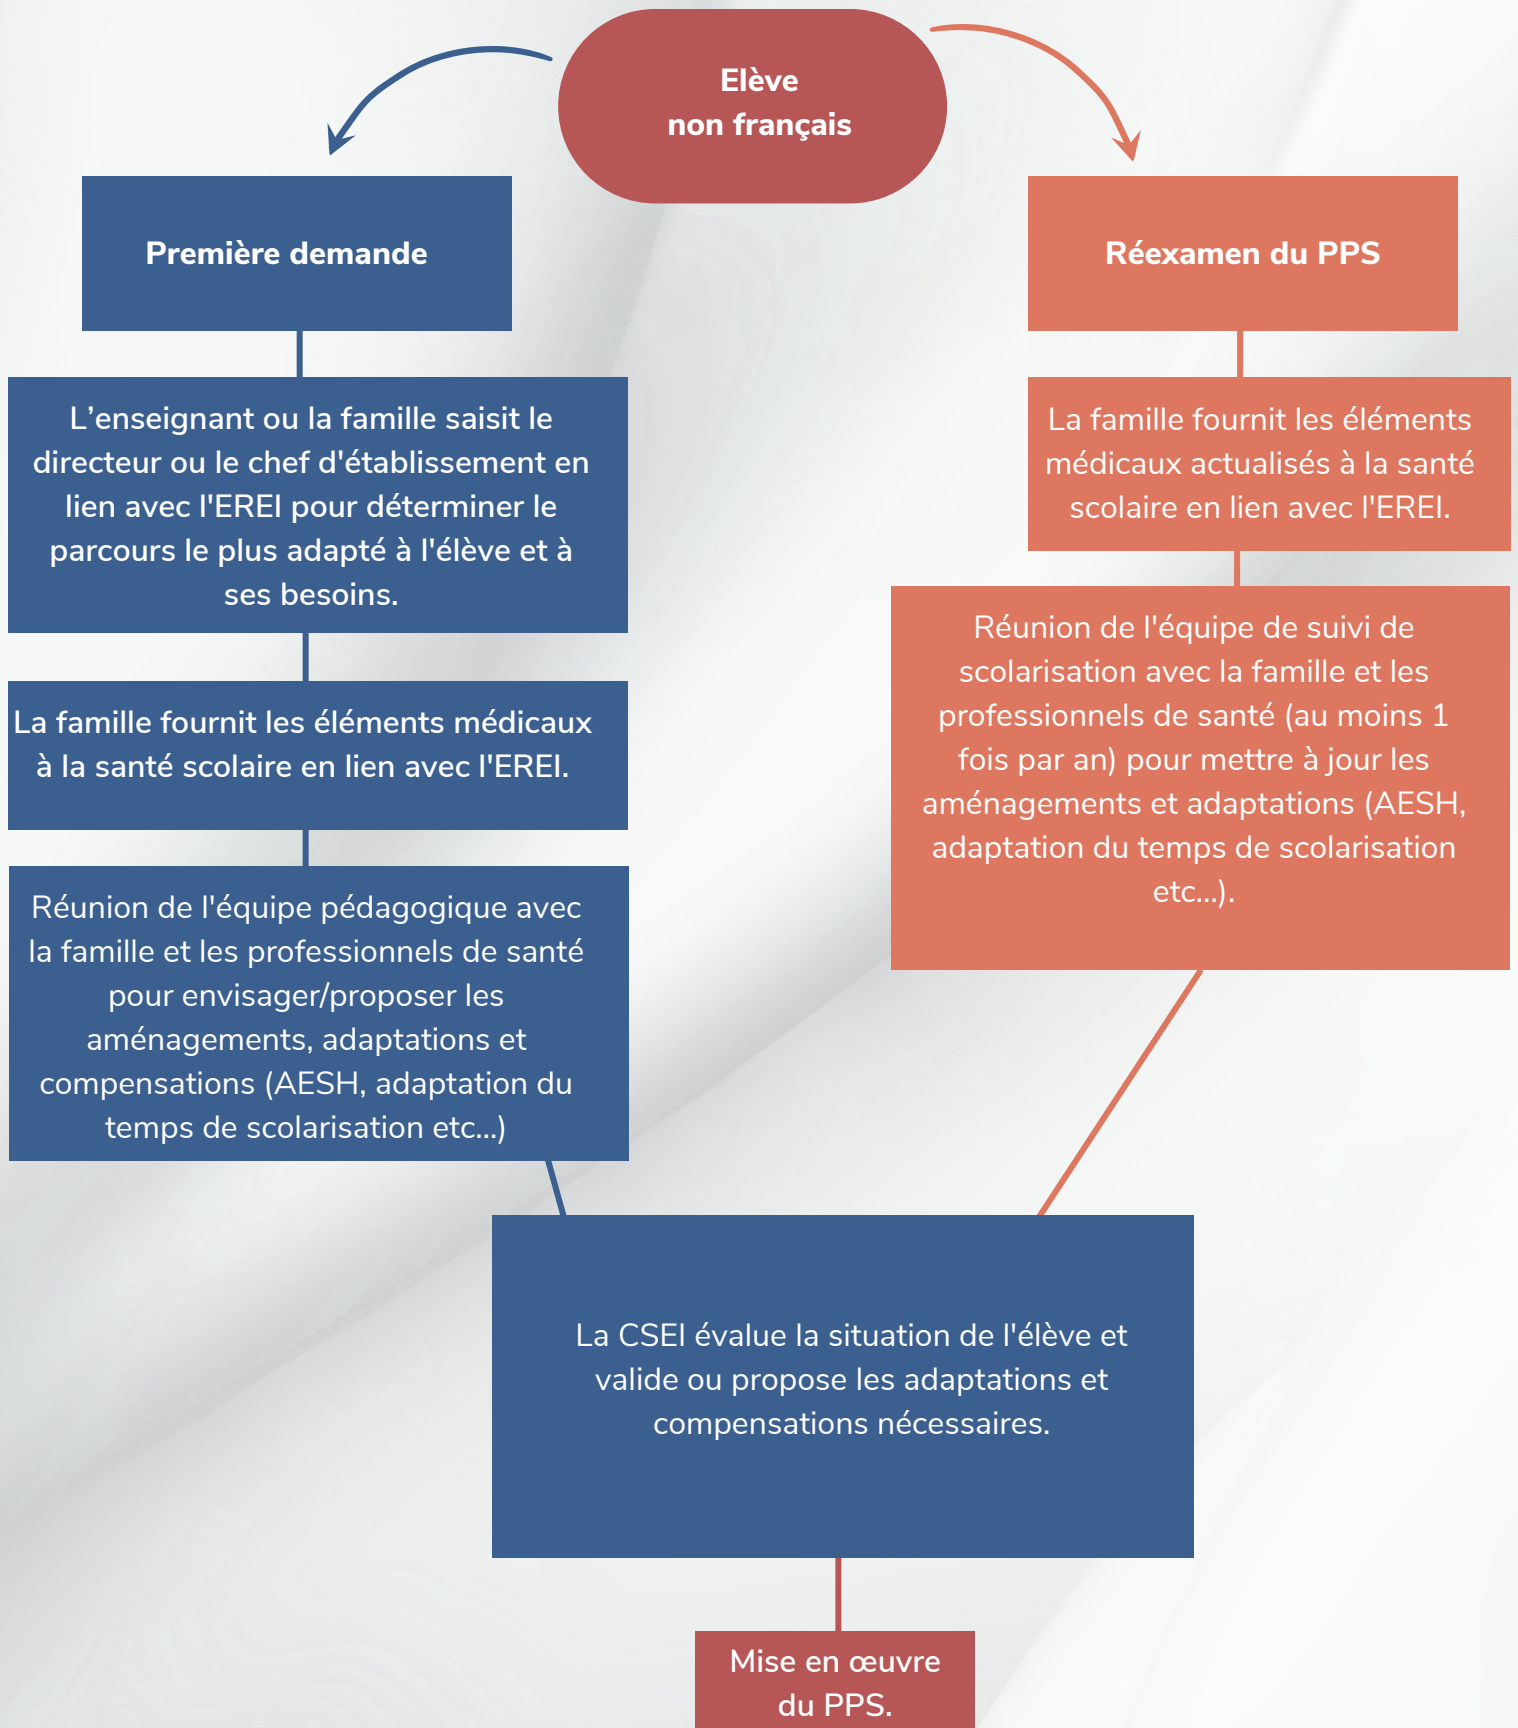 Elève
non français
Première demande
Réexamen du PPS
L’enseignant ou la famille saisit le
directeur ou le chef d'établissement en
lien avec l'EREI pour déterminer le
parcours le plus adapté à l'élève et à
ses besoins.
La famille fournit les éléments
médicaux actualisés à la santé
scolaire en lien avec l'EREI.
La famille fournit les éléments médicaux
à la santé scolaire en lien avec l'EREI.
Réunion de l'équipe de suivi de
scolarisation avec la famille et les
professionnels de santé (au moins 1
fois par an) pour mettre à jour les
aménagements et adaptations (AESH,
adaptation du temps de scolarisation
etc...).
Réunion de l'équipe pédagogique avec
la famille et les professionnels de santé
pour envisager/proposer les
aménagements, adaptations et
compensations (AESH, adaptation du
temps de scolarisation etc...)
La CSEI évalue la situation de l'élève et
valide ou propose les adaptations et
compensations nécessaires.
Mise en œuvre
du PPS.